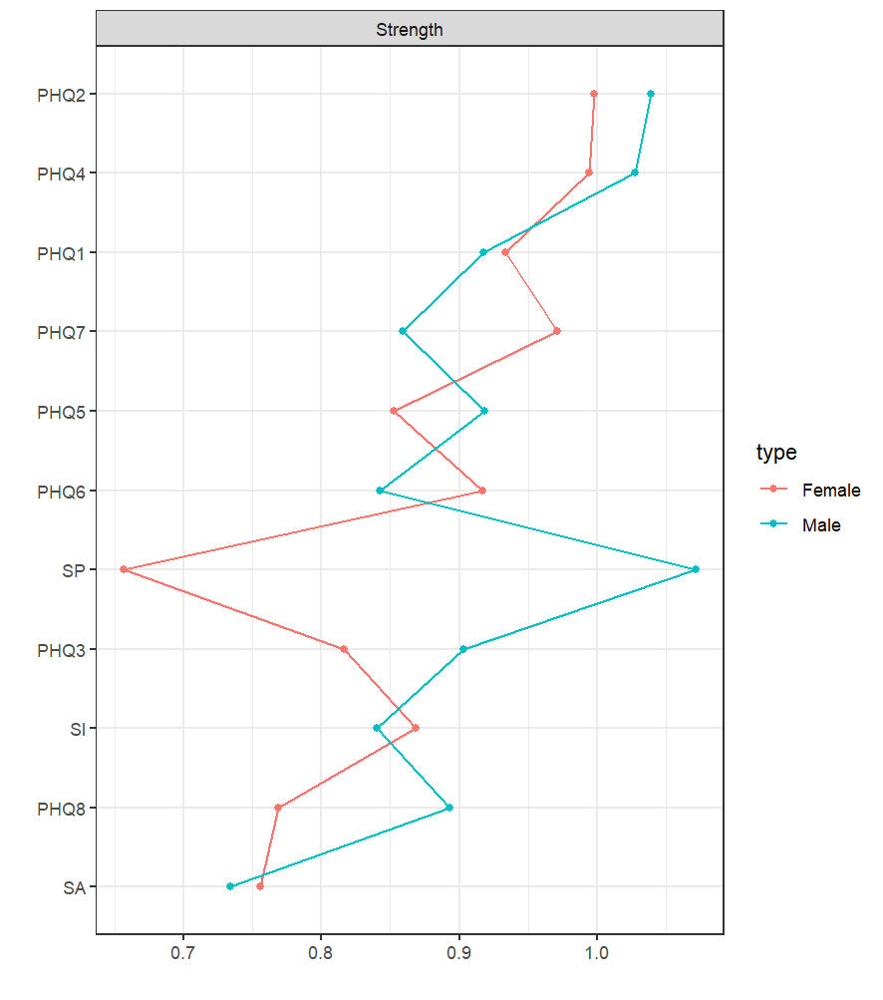 Strength
PHQ2
PHQ4
PHQ1
PHQ7
PHQ5
PHQ6
SP
PHQ3
SI
PHQ8
SA
0.7 0.8 0.9 1.0
type
Female
Male